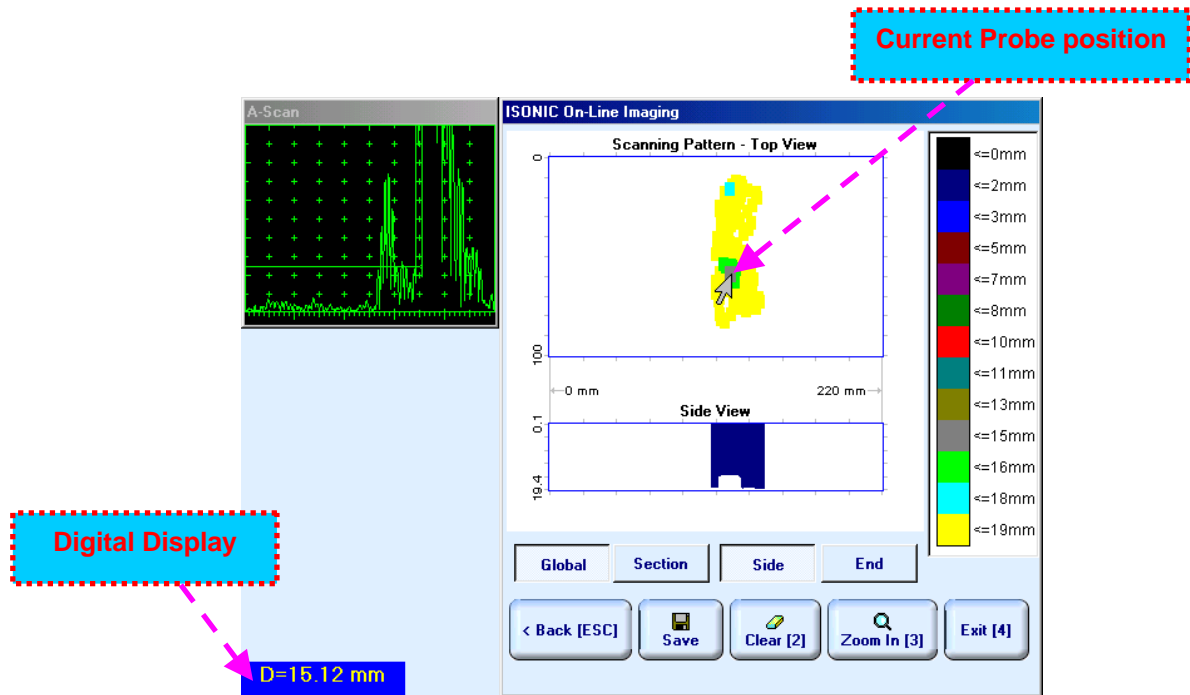 Current Probe position
A-Scan
ISONIC On-Line Imaging
Scanning Pattern - Top View
0
100
0 mm
220 mm
Side View
0.1
19.4
<=0mm
<=2mm
<=3mm
<=5mm
<=7mm
<=8mm
<=10mm
<=11mm
<=13mm
<=15mm
<=16mm
<=18mm
<=19mm
Digital Display
Global
Section
Side
End
< Back [ESC]
Save
Clear [2]
Zoom In [3]
Exit [4]
D=15.12 mm